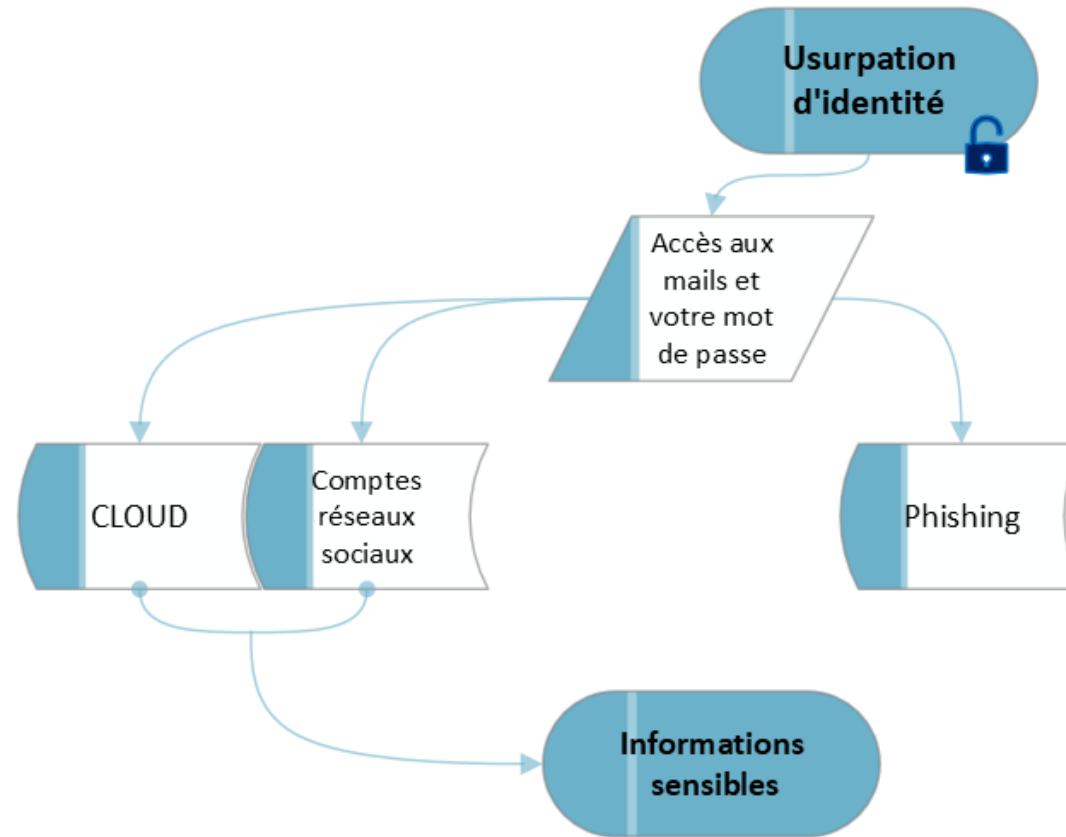 Usurpation
d'identité
Accès aux
mails et
votre mot
de passe
CLOUD
Comptes
réseaux
sociaux
Phishing
Informations
sensibles